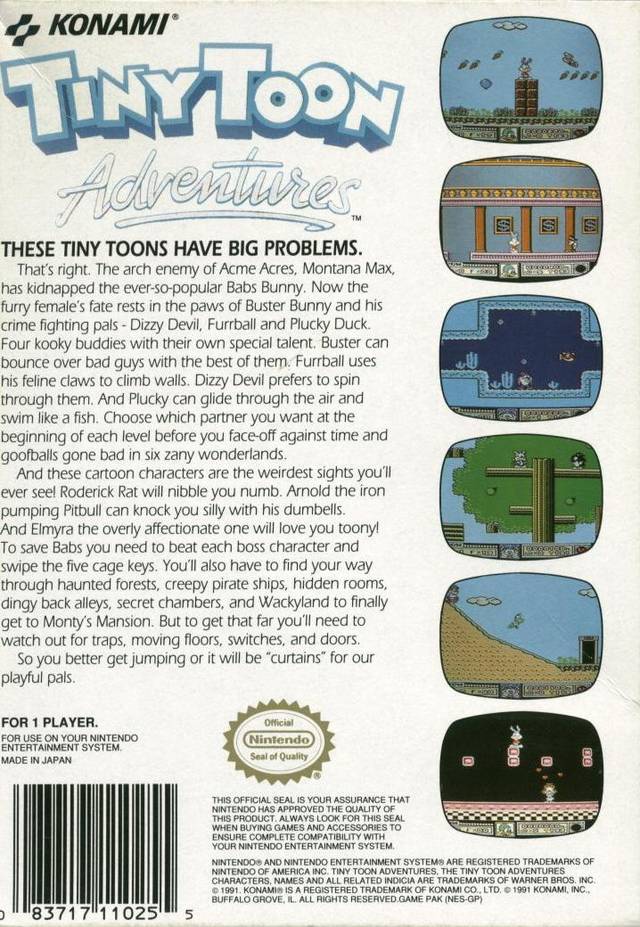 KONAMI®
TINY TOON
Adventures™
THESE TINY TOONS HAVE BIG PROBLEMS.
That's right. The arch enemy of Acme Acres, Montana Max,
has kidnapped the ever-so-popular Babs Bunny. Now the
furry female's fate rests in the paws of Buster Bunny and his
crime fighting pals - Dizzy Devil, Furrball and Plucky Duck.
Four kooky buddies with their own special talent. Buster can
bounce over bad guys with the best of them. Furrball uses
his feline claws to climb walls. Dizzy Devil prefers to spin
through them. And Plucky can glide through the air and
swim like a fish. Choose which partner you want at the
beginning of each level before you face-off against time and
goofballs gone bad in six zany wonderlands.
And these cartoon characters are the weirdest sights you'll
ever see! Roderick Rat will nibble you numb. Arnold the iron
pumping Pitbull can knock you silly with his dumbells.
And Elmyra the overly affectionate one will love you toony!
To save Babs you need to beat each boss character and
swipe the five cage keys. You'll also have to find your way
through haunted forests, creepy pirate ships, hidden rooms,
dingy back alleys, secret chambers, and Wackyland to finally
get to Monty's Mansion. But to get that far you'll need to
watch out for traps, moving floors, switches, and doors.
So you better get jumping or it will be "curtains" for our
playful pals.
FOR 1 PLAYER.
FOR USE ON YOUR NINTENDO
ENTERTAINMENT SYSTEM.
MADE IN JAPAN
Official
Nintendo
Seal of Quality
®
THIS OFFICIAL SEAL IS YOUR ASSURANCE THAT
NINTENDO HAS APPROVED THE QUALITY OF
THIS PRODUCT. ALWAYS LOOK FOR THIS SEAL
WHEN BUYING GAMES AND ACCESSORIES TO
ENSURE COMPLETE COMPATIBILITY WITH
YOUR NINTENDO ENTERTAINMENT SYSTEM.
NINTENDO® AND NINTENDO ENTERTAINMENT SYSTEM® ARE REGISTERED TRADEMARKS OF
NINTENDO OF AMERICA INC. TINY TOON ADVENTURES, THE TINY TOON ADVENTURES
CHARACTERS, NAMES AND ALL RELATED INDICIA ARE TRADEMARKS OF WARNER BROS. INC.
© 1991. KONAMI® IS A REGISTERED TRADEMARK OF KONAMI CO., LTD. © 1991 KONAMI, INC.,
BUFFALO GROVE, IL. ALL RIGHTS RESERVED.GAME PAK (NES-GP)
0 83717 11025 5